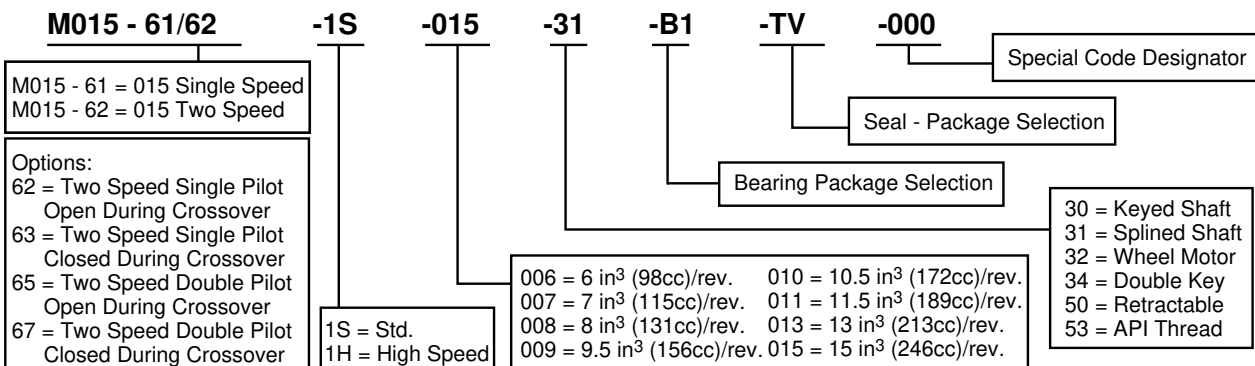 M015 - 61/62 -1S -015 -31 -B1 -TV -000
Special Code Designator
M015 - 61 = 015 Single Speed
M015 - 62 = 015 Two Speed
Seal - Package Selection
Options:
62 = Two Speed Single Pilot
Open During Crossover
63 = Two Speed Single Pilot
Closed During Crossover
65 = Two Speed Double Pilot
Open During Crossover
67 = Two Speed Double Pilot
Closed During Crossover
Bearing Package Selection
1S = Std.
1H = High Speed
006 = 6 in³ (98cc)/rev. 010 = 10.5 in³ (172cc)/rev.
007 = 7 in³ (115cc)/rev. 011 = 11.5 in³ (189cc)/rev.
008 = 8 in³ (131cc)/rev. 013 = 13 in³ (213cc)/rev.
009 = 9.5 in³ (156cc)/rev. 015 = 15 in³ (246cc)/rev.
30 = Keyed Shaft
31 = Splined Shaft
32 = Wheel Motor
34 = Double Key
50 = Retractable
53 = API Thread